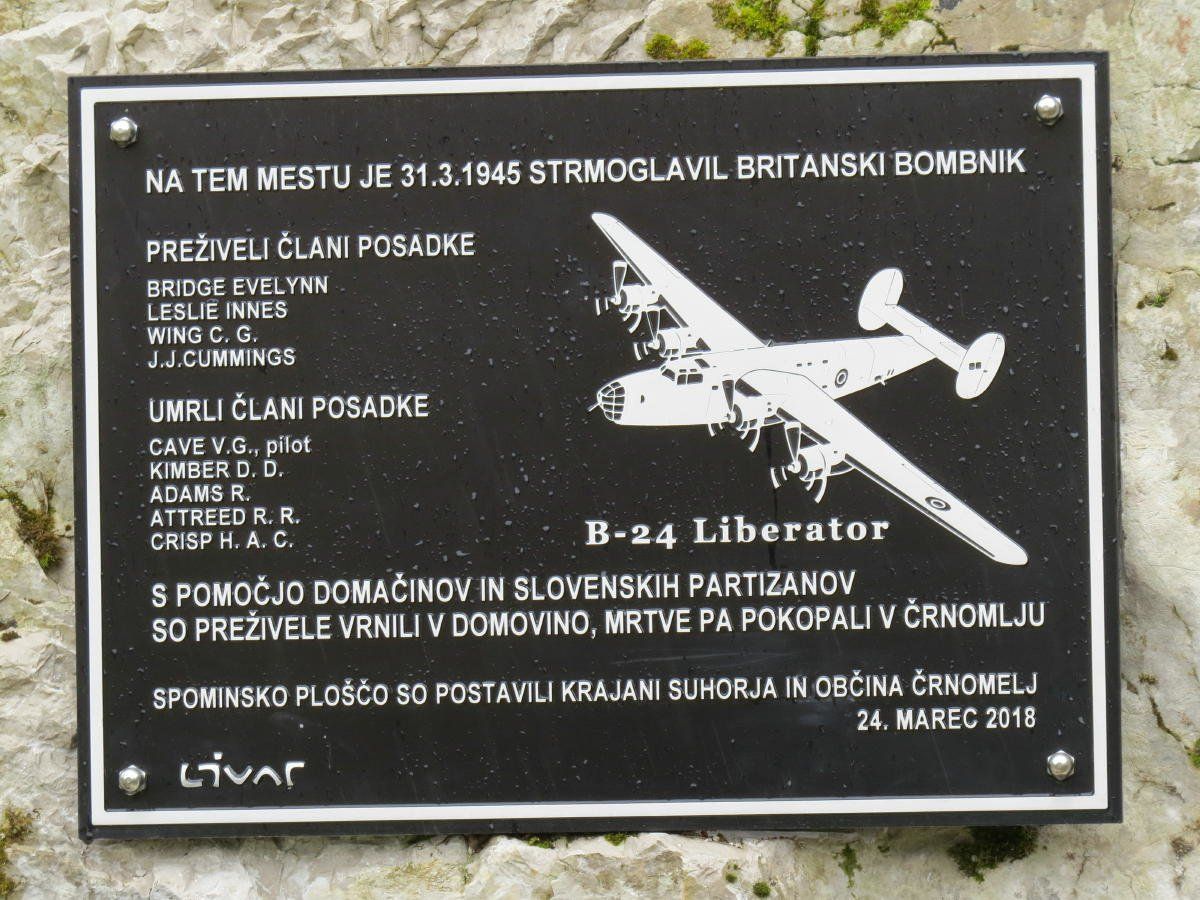 NA TEM MESTU JE 31.3.1945 STRMOGLAVIL BRITANSKI BOMBNIK
PREŽIVELI ČLANI POSADKE
BRIDGE EVELYNN
LESLIE INNES
WING C. G.
J.J.CUMMINGS
UMRLI ČLANI POSADKE
CAVE V.G., pilot
KIMBER D. D.
ADAMS R.
ATTREED R. R.
CRISP H. A. C.
B-24 Liberator
S POMOČJO DOMAČINOV IN SLOVENSKIH PARTIZANOV
SO PREŽIVELE VRNILI V DOMOVINO, MRTVE PA POKOPALI V ČRNOMLJU
SPOMINSKO PLOŠČO SO POSTAVILI KRAJANI SUHORJA IN OBČINA ČRNOMELJ
24. MAREC 2018
Livar